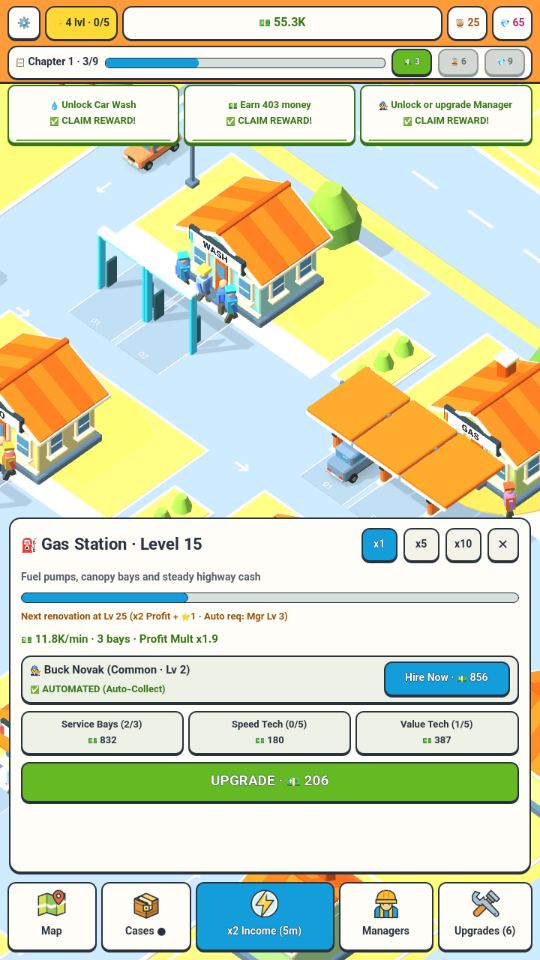 4 lvl · 0/5
55.3K
25
65
Chapter 1 · 3/9
3
6
9
Unlock Car Wash
CLAIM REWARD!
Earn 403 money
CLAIM REWARD!
Unlock or upgrade Manager
CLAIM REWARD!
WASH
01
02
GAS
01
Gas Station · Level 15
x1
x5
x10
✕
Fuel pumps, canopy bays and steady highway cash
Next renovation at Lv 25 (x2 Profit + ⭐1 · Auto req: Mgr Lv 3)
11.8K/min · 3 bays · Profit Mult x1.9
Buck Novak (Common · Lv 2)
AUTOMATED (Auto-Collect)
Hire Now · 856
Service Bays (2/3)
832
Speed Tech (0/5)
180
Value Tech (1/5)
387
UPGRADE · 206
Map
Cases ●
x2 Income (5m)
Managers
Upgrades (6)